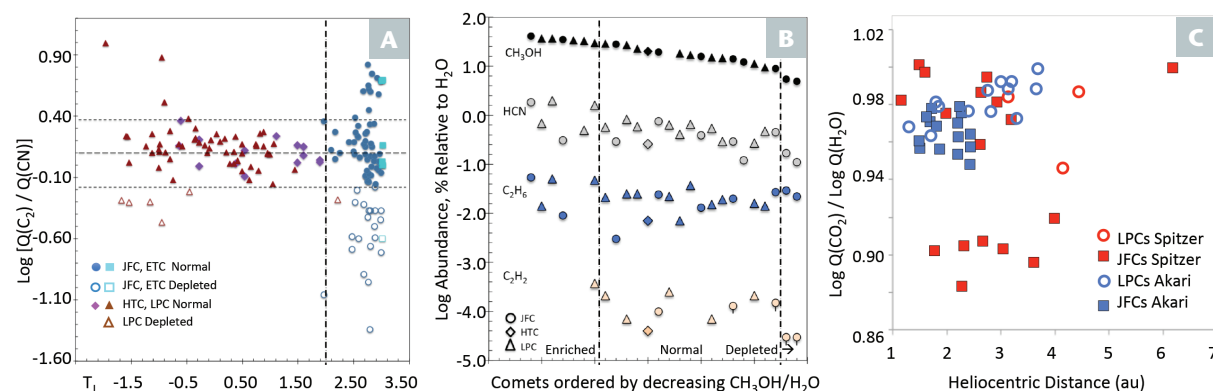 A
Log [Q(C2) / Q(CN)]
0.90
0.40
-0.10
-0.60
-1.10
-1.60
JFC, ETC Normal
JFC, ETC Depleted
HTC, LPC Normal
LPC Depleted
TJ -1.5 -0.5 0.50 1.50 2.50 3.50
B
Log Abundance, % Relative to H2O
2.0
1.0
0.0
-1.0
-2.0
-3.0
-4.0
-5.0
CH3OH
HCN
C2H6
C2H2
JFC
HTC
LPC
Enriched Normal Depleted→
Comets ordered by decreasing CH3OH/H2O
C
Log Q(CO2) / Log Q(H2O)
1.02
0.98
0.94
0.90
0.86
LPCs Spitzer
JFCs Spitzer
LPCs Akari
JFCs Akari
1 2 3 4 5 6 7
Heliocentric Distance (au)